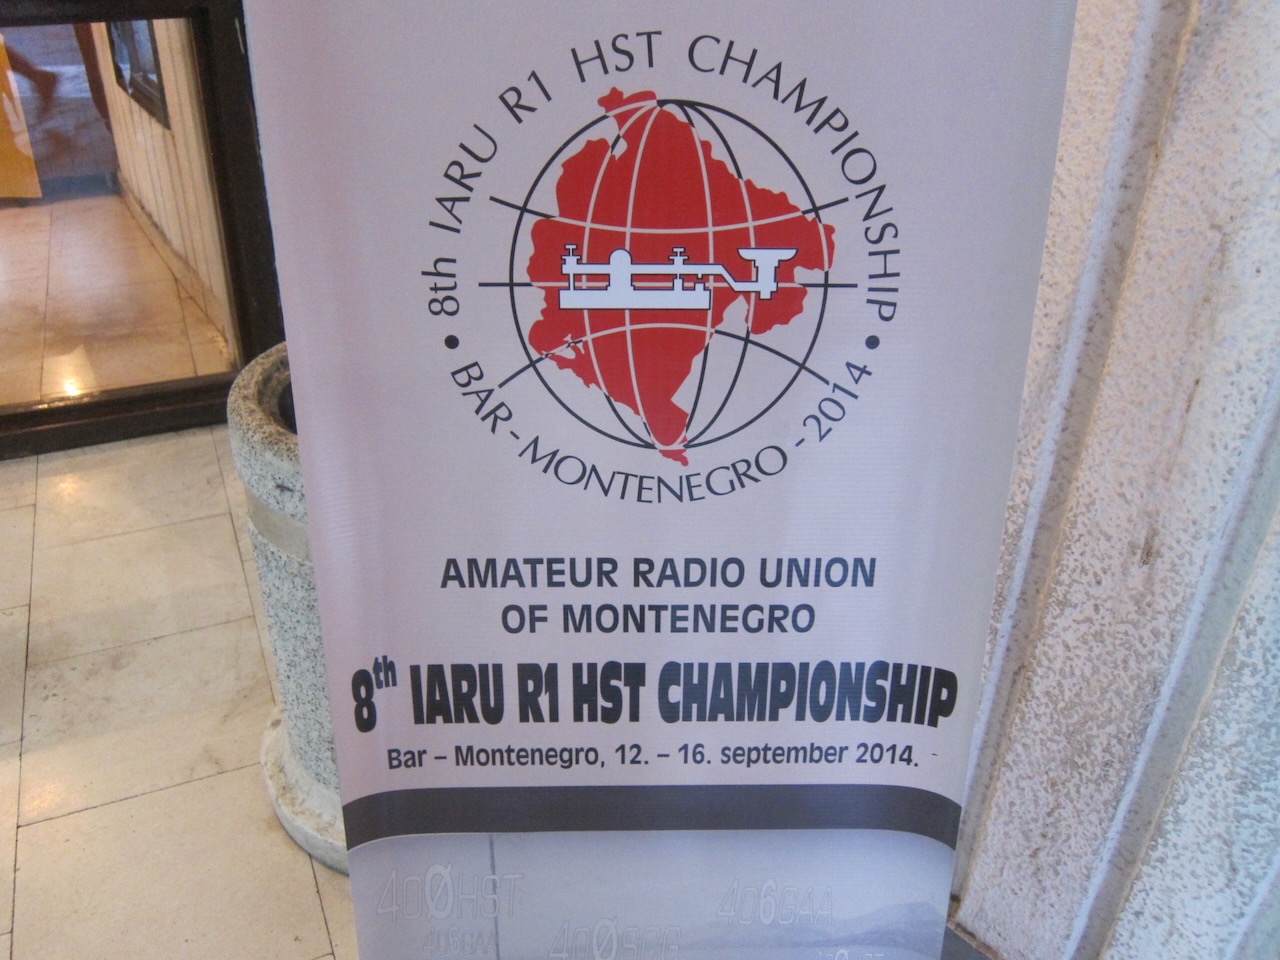 8th IARU R1 HST CHAMPIONSHIP
• BAR - MONTENEGRO - 2014 •
AMATEUR RADIO UNION
OF MONTENEGRO
8th IARU R1 HST CHAMPIONSHIP
Bar – Montenegro, 12. – 16. september 2014.
4O0HST
4O6GAA